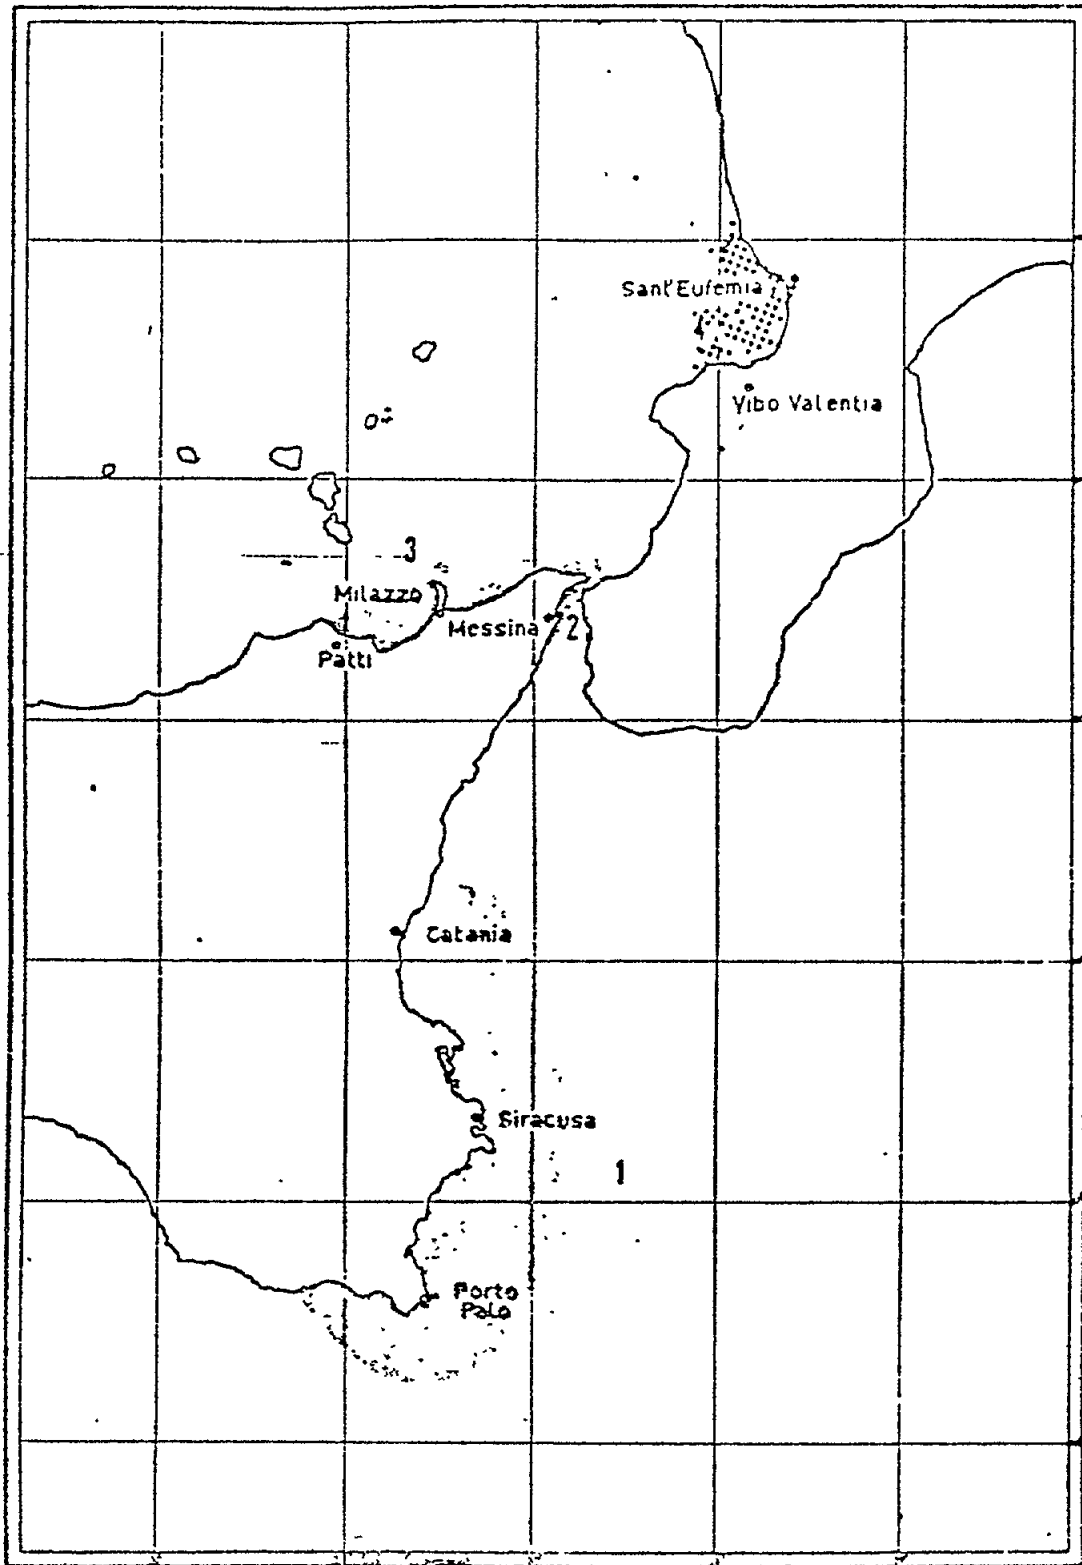 Sant'Eufemia
4
Vibo Valentia
3
Milazzo
Messina
2
Patti
Catania
Siracusa
1
Porto
Palo